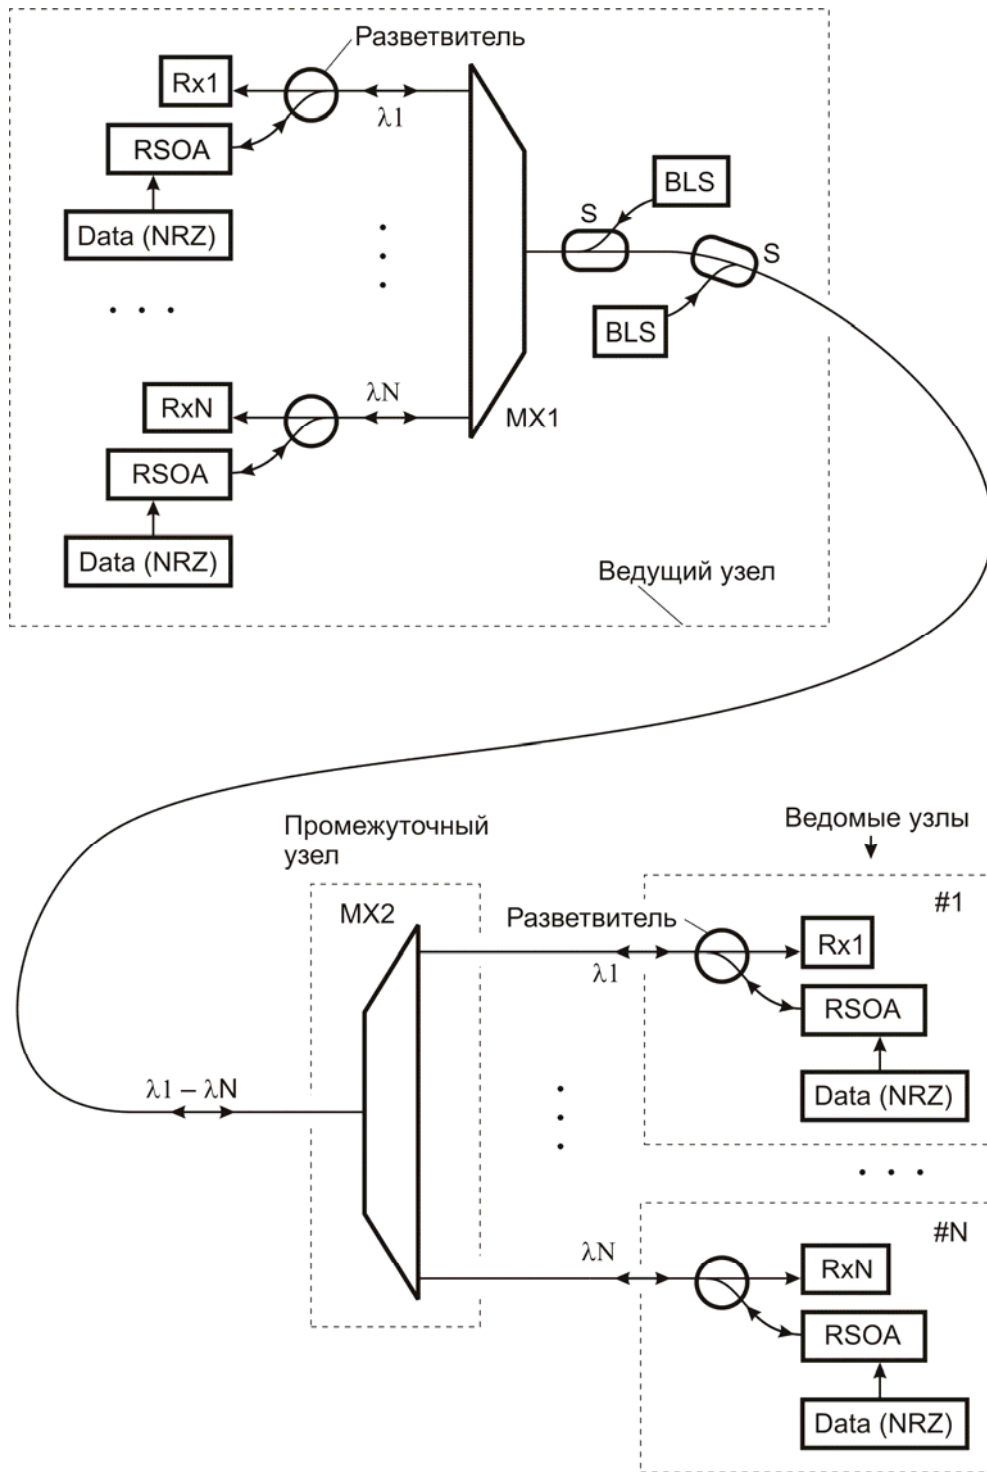 Разветвитель
Rx1
λ1
RSOA
Data (NRZ)
BLS
S
S
BLS
. . .
RxN
λN
MX1
RSOA
Data (NRZ)
Ведущий узел
Промежуточный
узел
Ведомые узлы
MX2
#1
Разветвитель
Rx1
λ1
RSOA
Data (NRZ)
λ1 – λN
. . .
#N
λN
RxN
RSOA
Data (NRZ)